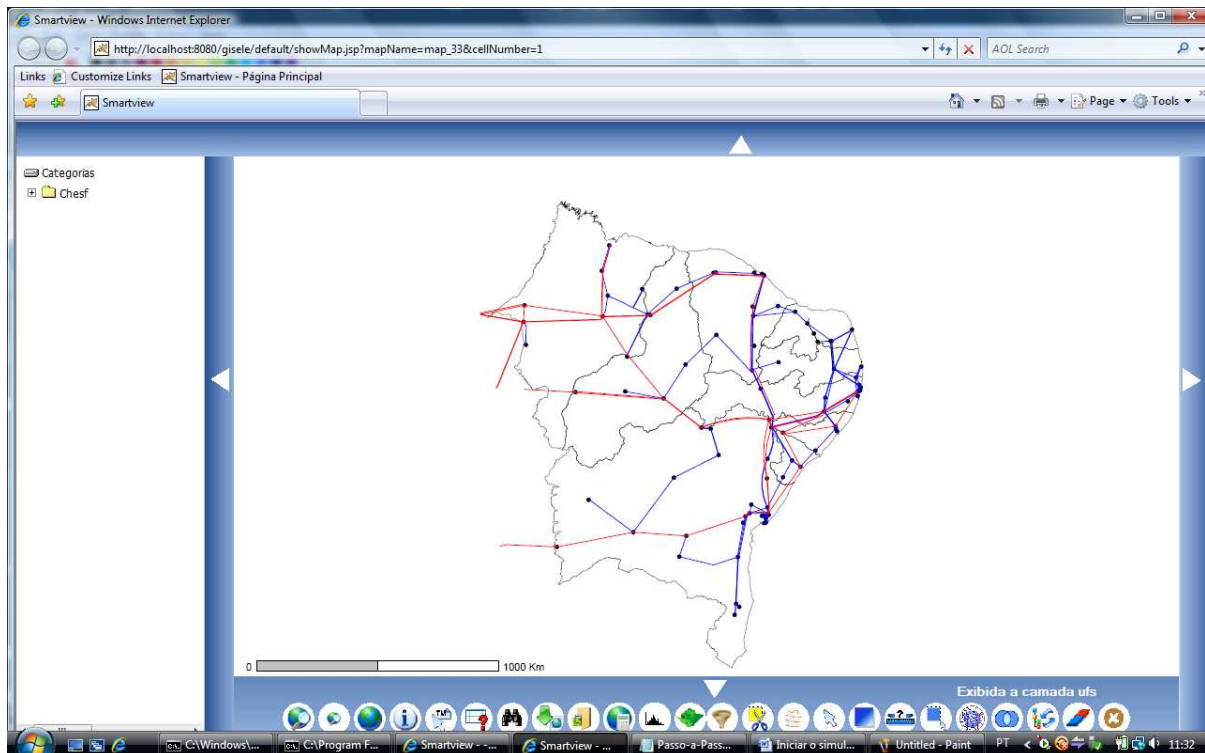 Smartview - Windows Internet Explorer
http://localhost:8080/gisele/default/showMap.jsp?mapName=map_33&cellNumber=1
AOL Search
Links Customize Links Smartview - Página Principal
Smartview
Page Tools
Categorias
Chesf
0 1000 Km
Exibida a camada ufs
C:\Windows\... C:\Program F... Smartview - -... Smartview - ... Passo-a-Pass... Iniciar o simul... Untitled - Paint PT 11:32